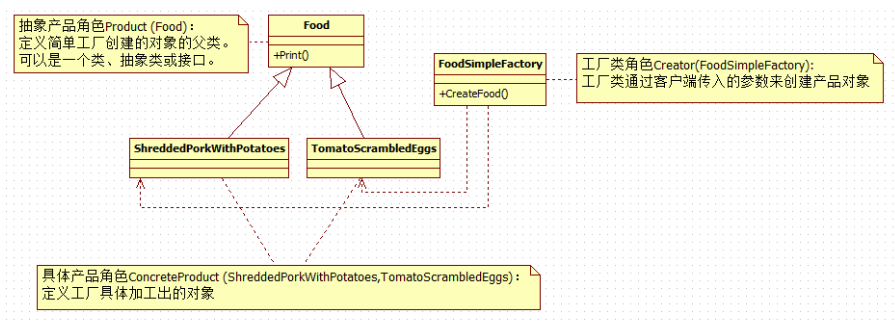 抽象产品角色Product (Food)：
定义简单工厂创建的对象的父类。
可以是一个类、抽象类或接口。
Food
+Print()
FoodSimpleFactory
+CreateFood()
工厂类角色Creator(FoodSimpleFactory):
工厂类通过客户端传入的参数来创建产品对象
ShreddedPorkWithPotatoes
TomatoScrambledEggs
具体产品角色ConcreteProduct (ShreddedPorkWithPotatoes,TomatoScrambledEggs)：
定义工厂具体加工出的对象